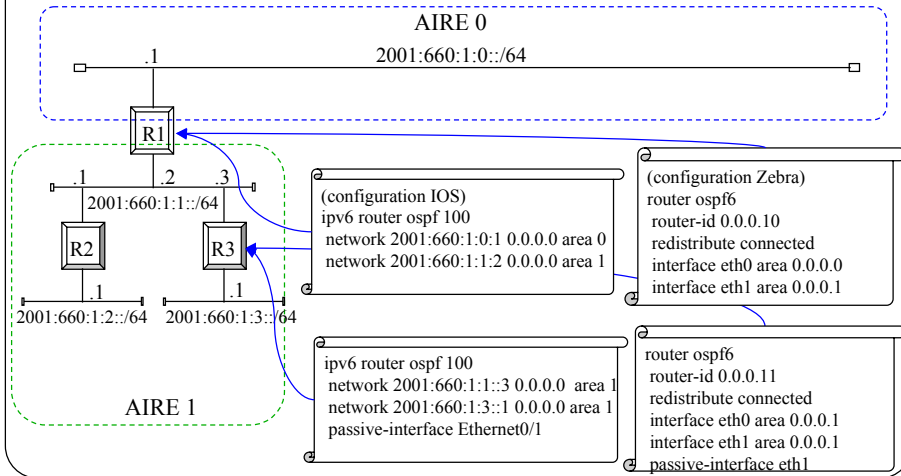 AIRE 0
.1
2001:660:1:0::/64
R1
.1
.2
.3
2001:660:1:1::/64
R2
R3
.1
.1
2001:660:1:2::/64
2001:660:1:3::/64
AIRE 1
(configuration IOS)
ipv6 router ospf 100
network 2001:660:1:0:1 0.0.0.0 area 0
network 2001:660:1:1:2 0.0.0.0 area 1
(configuration Zebra)
router ospf6
router-id 0.0.0.10
redistribute connected
interface eth0 area 0.0.0.0
interface eth1 area 0.0.0.1
ipv6 router ospf 100
network 2001:660:1:1::3 0.0.0.0 area 1
network 2001:660:1:3::1 0.0.0.0 area 1
passive-interface Ethernet0/1
router ospf6
router-id 0.0.0.11
redistribute connected
interface eth0 area 0.0.0.1
interface eth1 area 0.0.0.1
passive-interface eth1